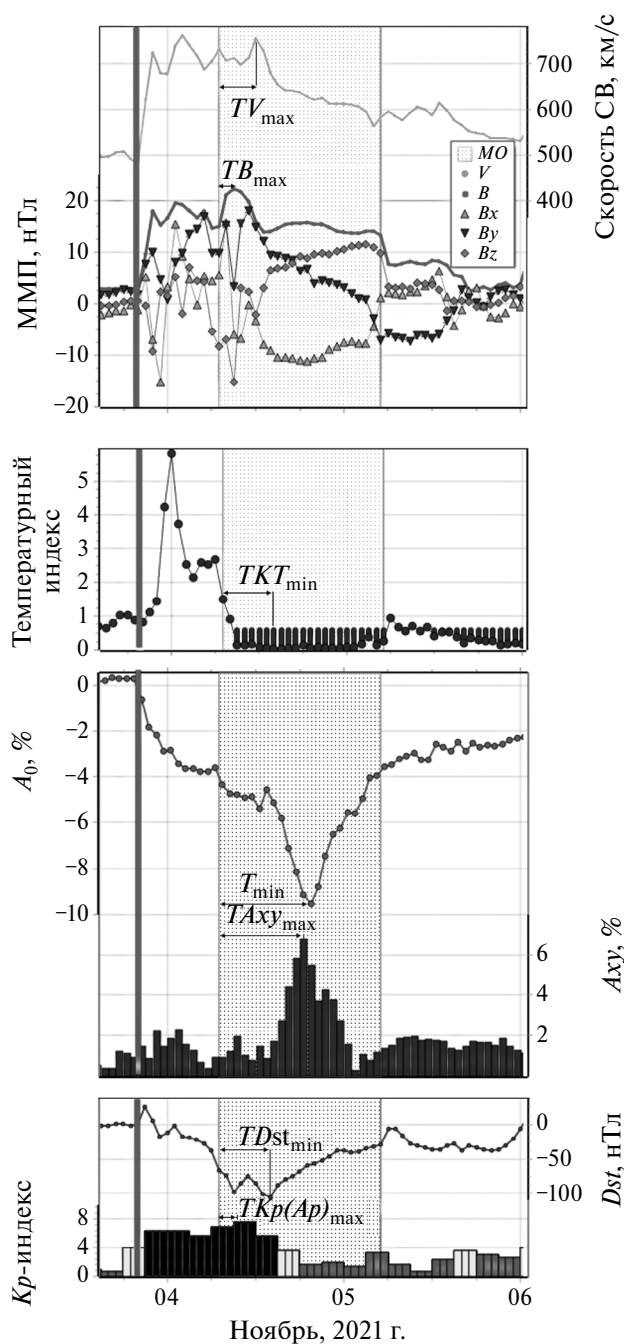 700
600
500
400
Скорость СВ, км/с
TVmax
TBmax
MO
V
B
Bx
By
Bz
20
10
0
−10
−20
ММП, нТл
5
4
3
2
1
0
Температурный
индекс
TKTmin
0
−2
−4
−6
−8
−10
A0, %
Tmin
TAxymax
6
4
2
Axy, %
0
−50
−100
Dst, нТл
TDstmin
TKp(Ap)max
8
4
0
Kp-индекс
04
05
06
Ноябрь, 2021 г.